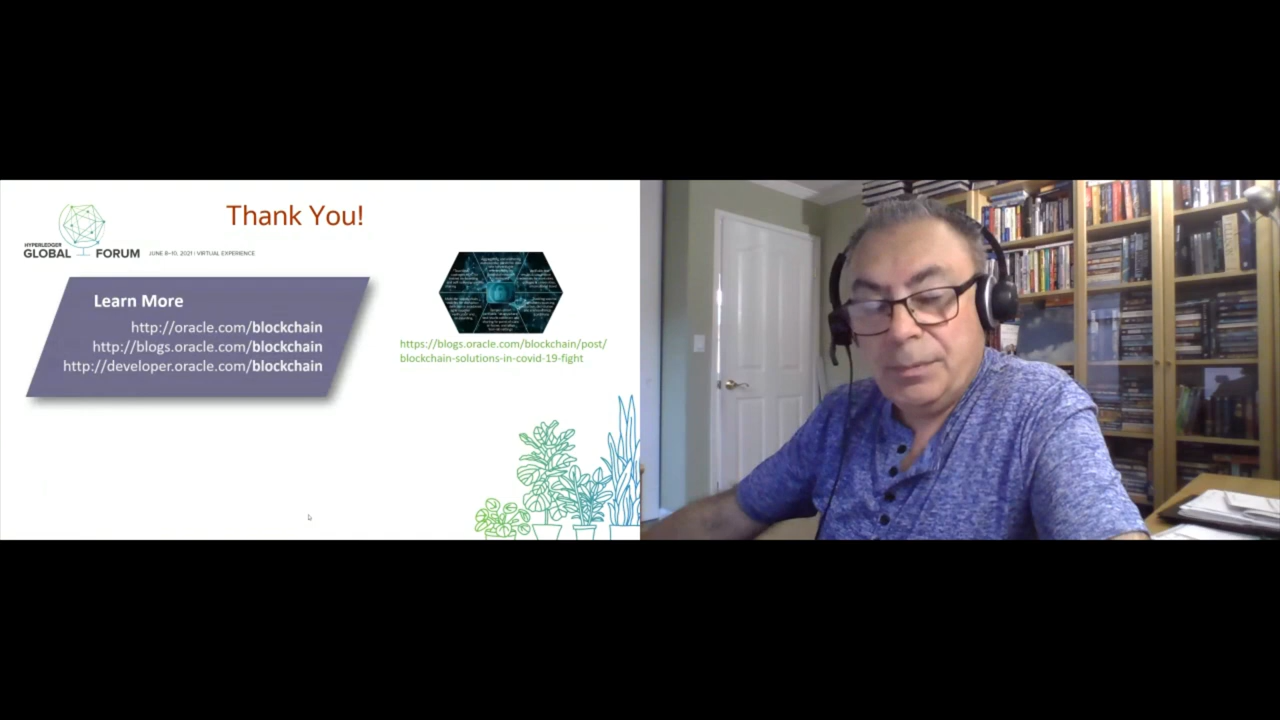 Thank You!
HYPERLEDGER
GLOBAL FORUM
JUNE 8–10, 2021 | VIRTUAL EXPERIENCE
Learn More
http://oracle.com/blockchain
http://blogs.oracle.com/blockchain
http://developer.oracle.com/blockchain
https://blogs.oracle.com/blockchain/post/
blockchain-solutions-in-covid-19-fight